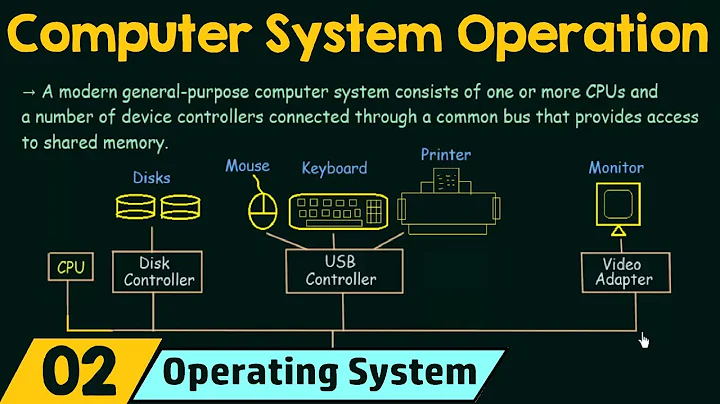 Computer System Operation
→ A modern general-purpose computer system consists of one or more CPUs and
a number of device controllers connected through a common bus that provides access
to shared memory.
Disks
Mouse
Keyboard
Printer
Monitor
CPU
Disk
Controller
USB
Controller
Video
Adapter
02
Operating System